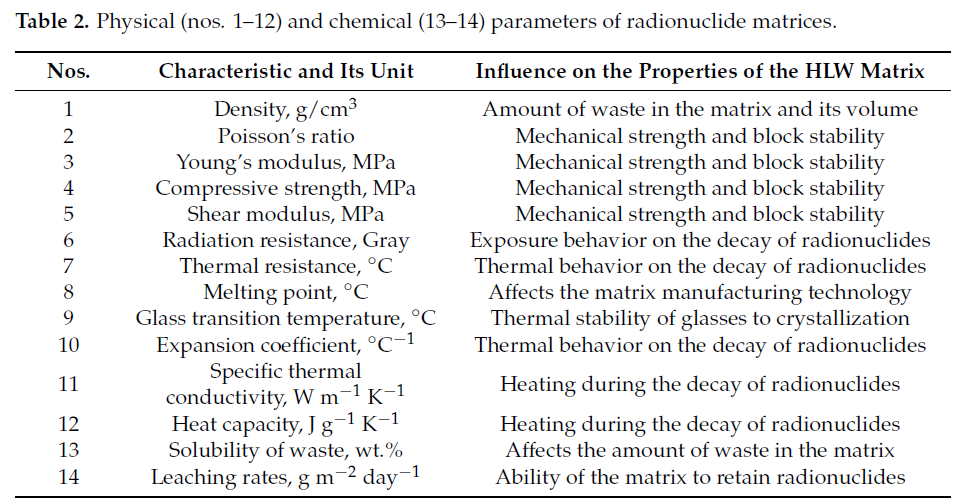 Table 2. Physical (nos. 1–12) and chemical (13–14) parameters of radionuclide matrices.
Nos. Characteristic and Its Unit Influence on the Properties of the HLW Matrix
1 Density, g/cm³ Amount of waste in the matrix and its volume
2 Poisson's ratio Mechanical strength and block stability
3 Young's modulus, MPa Mechanical strength and block stability
4 Compressive strength, MPa Mechanical strength and block stability
5 Shear modulus, MPa Mechanical strength and block stability
6 Radiation resistance, Gray Exposure behavior on the decay of radionuclides
7 Thermal resistance, °C Thermal behavior on the decay of radionuclides
8 Melting point, °C Affects the matrix manufacturing technology
9 Glass transition temperature, °C Thermal stability of glasses to crystallization
10 Expansion coefficient, °C⁻¹ Thermal behavior on the decay of radionuclides
11 Specific thermal
conductivity, W m⁻¹ K⁻¹ Heating during the decay of radionuclides
12 Heat capacity, J g⁻¹ K⁻¹ Heating during the decay of radionuclides
13 Solubility of waste, wt.% Affects the amount of waste in the matrix
14 Leaching rates, g m⁻² day⁻¹ Ability of the matrix to retain radionuclides